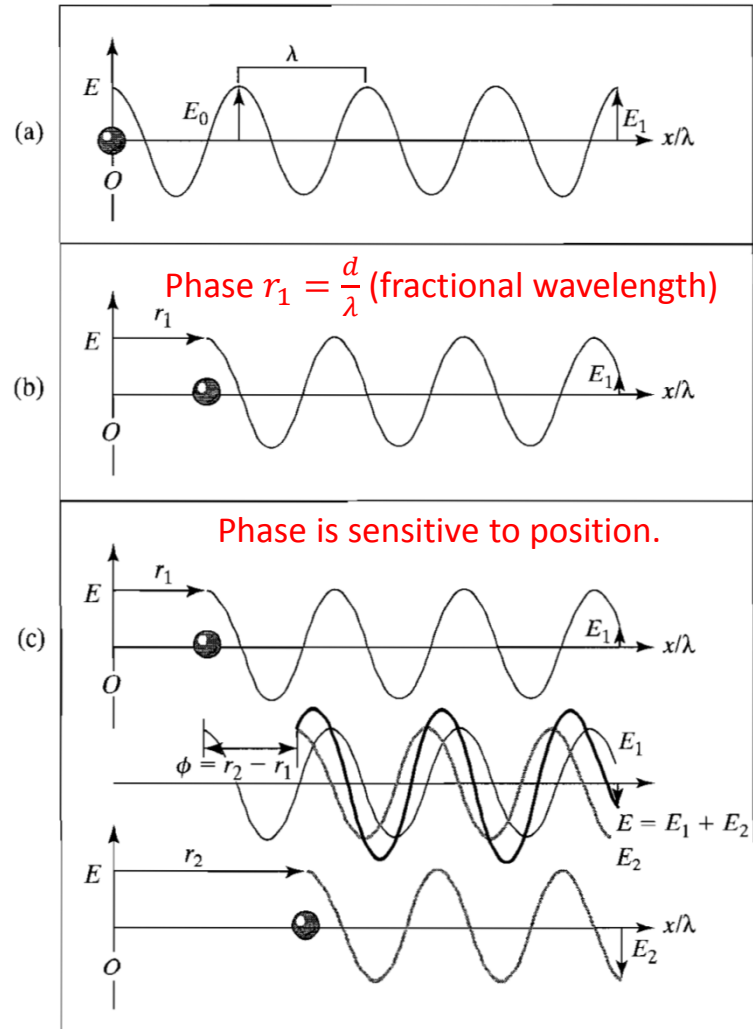 (a)
λ
E
E₀
E₁
x/λ
O
(b)
Phase r₁ = d/λ (fractional wavelength)
r₁
E
E₁
x/λ
O
(c)
Phase is sensitive to position.
r₁
E
E₁
x/λ
O
E₁
ϕ = r₂ − r₁
E = E₁ + E₂
E₂
r₂
E
x/λ
E₂
O